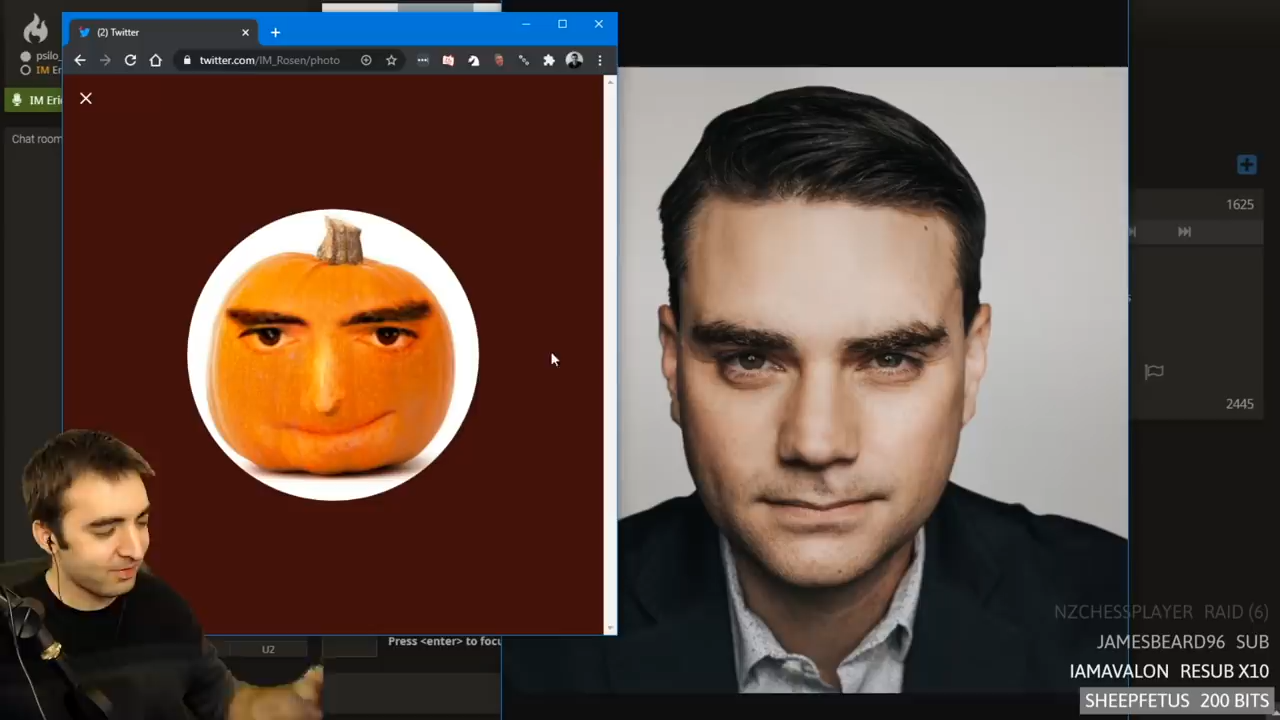 psilo_
IM Er
IM Eri
Chat room
(2) Twitter
twitter.com/IM_Rosen/photo
1625
2445
U2
Press <enter> to focu
NZCHESSPLAYER RAID (6)
JAMESBEARD96 SUB
IAMAVALON RESUB X10
SHEEPFETUS 200 BITS